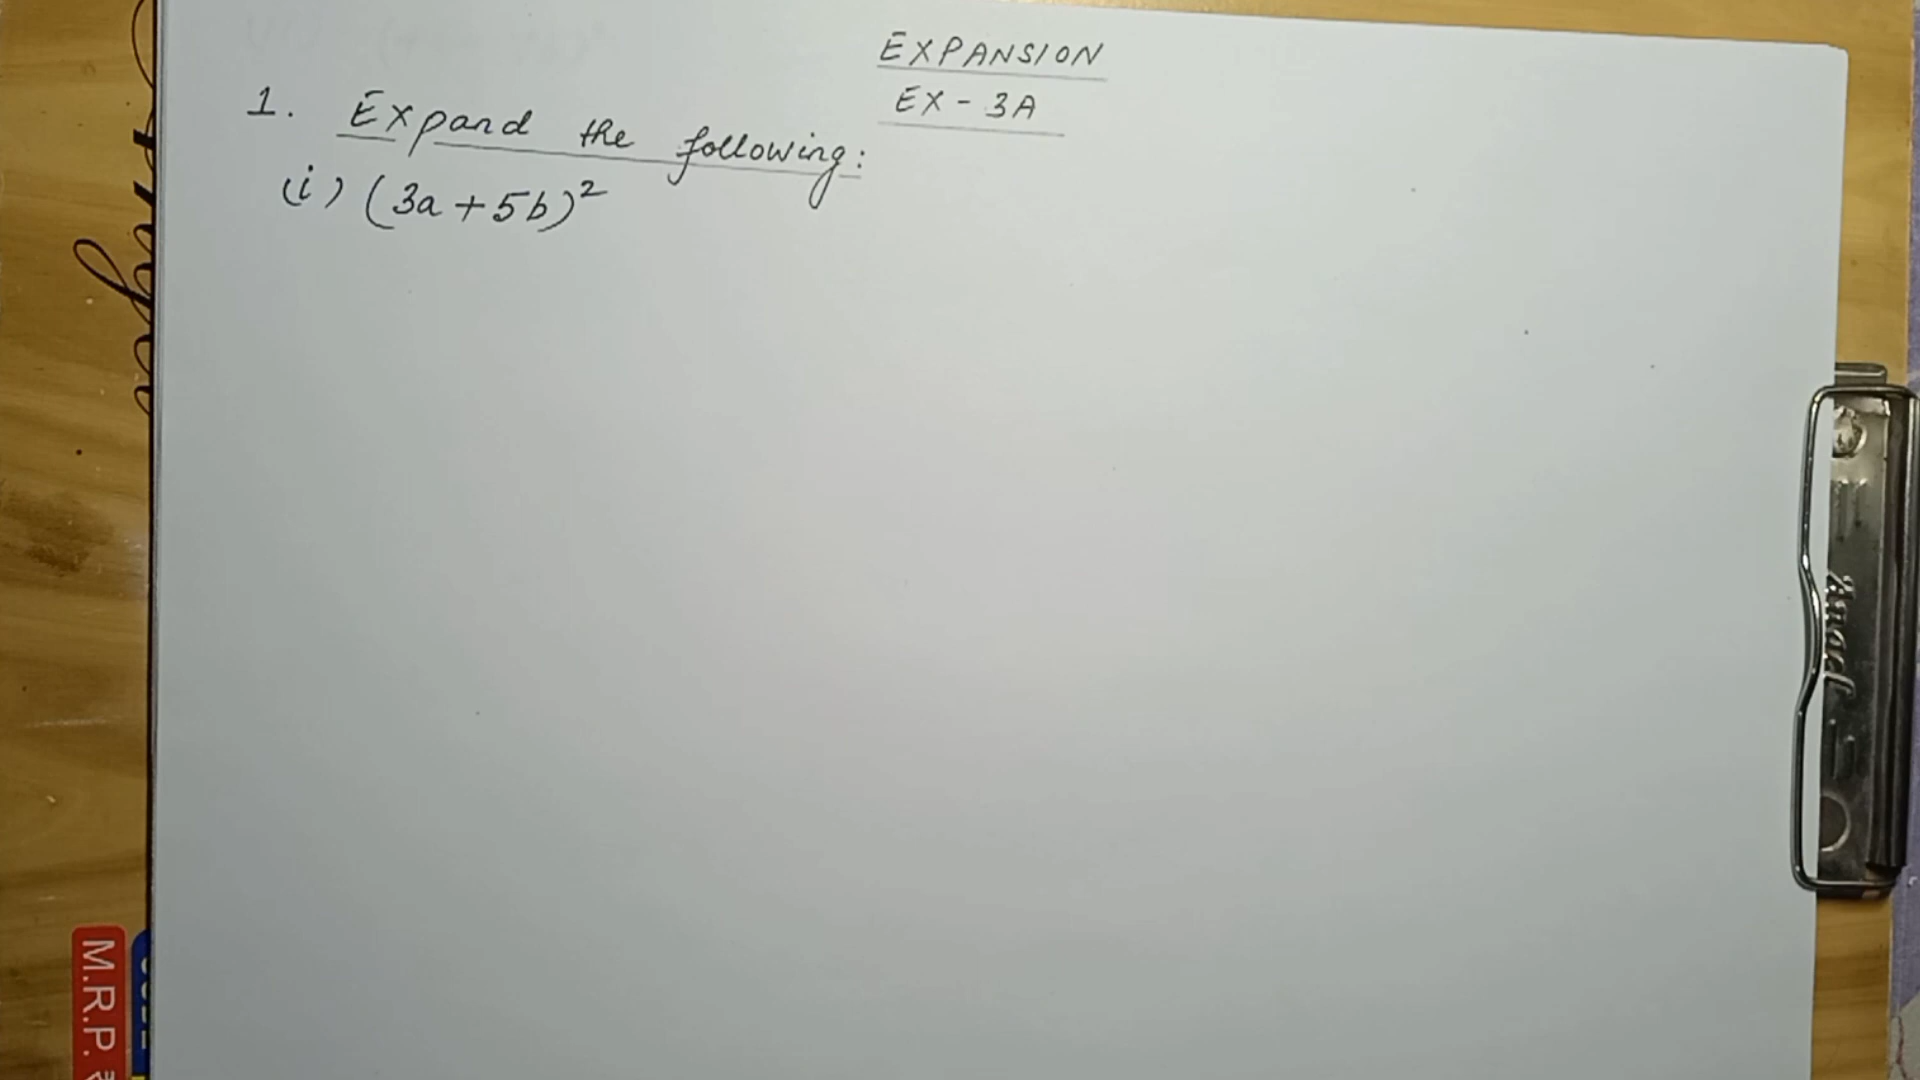 EXPANSION
EX - 3A
1. Expand the following:
(i) (3a + 5b)²
M.R.P. ₹